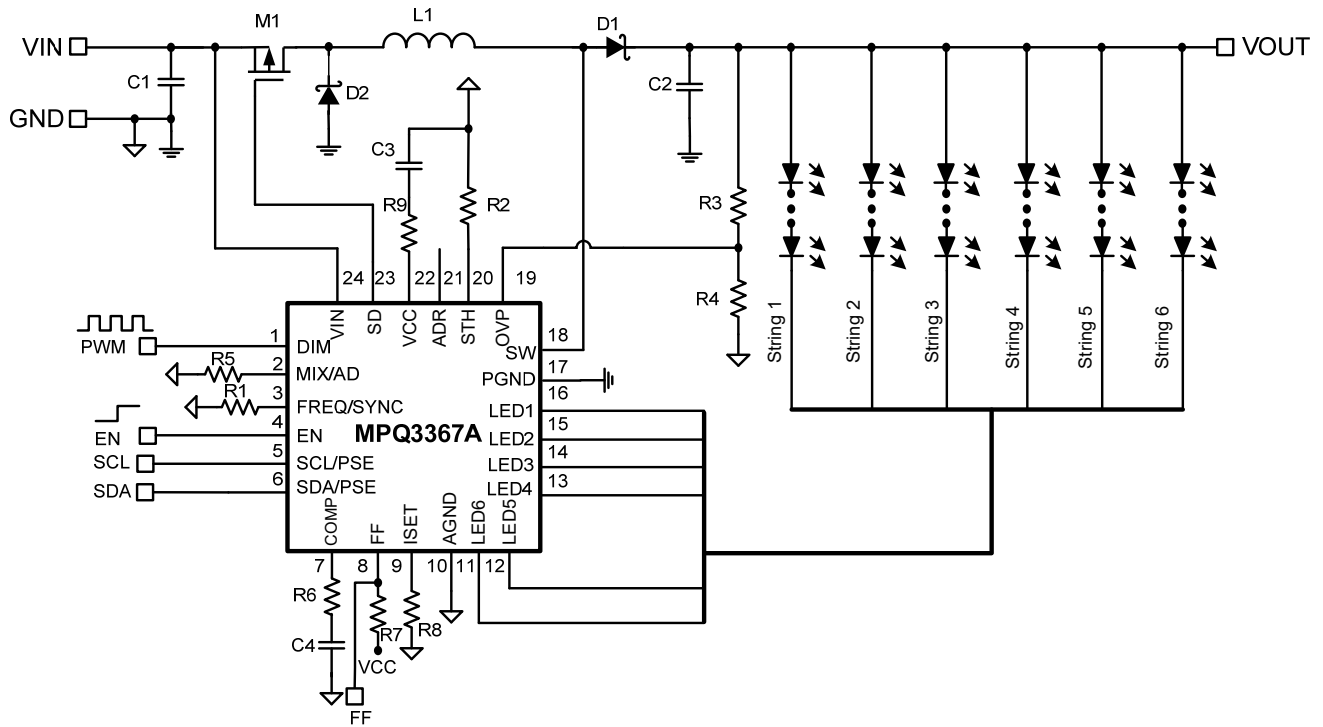 M1
L1
D1
VIN
VOUT
C1
D2
C2
GND
C3
R9
R2
R3
R4
24
23
22
21
20
19
VIN
SD
VCC
ADR
STH
OVP
String 1
String 2
String 3
String 4
String 5
String 6
PWM
1
DIM
18
SW
R5
2
MIX/AD
17
PGND
R1
3
FREQ/SYNC
16
LED1
EN
4
EN
MPQ3367A
15
LED2
SCL
5
SCL/PSE
14
LED3
SDA
6
SDA/PSE
13
LED4
COMP
FF
ISET
AGND
LED6
LED5
7
8
9
10
11
12
R6
R7
R8
C4
VCC
FF